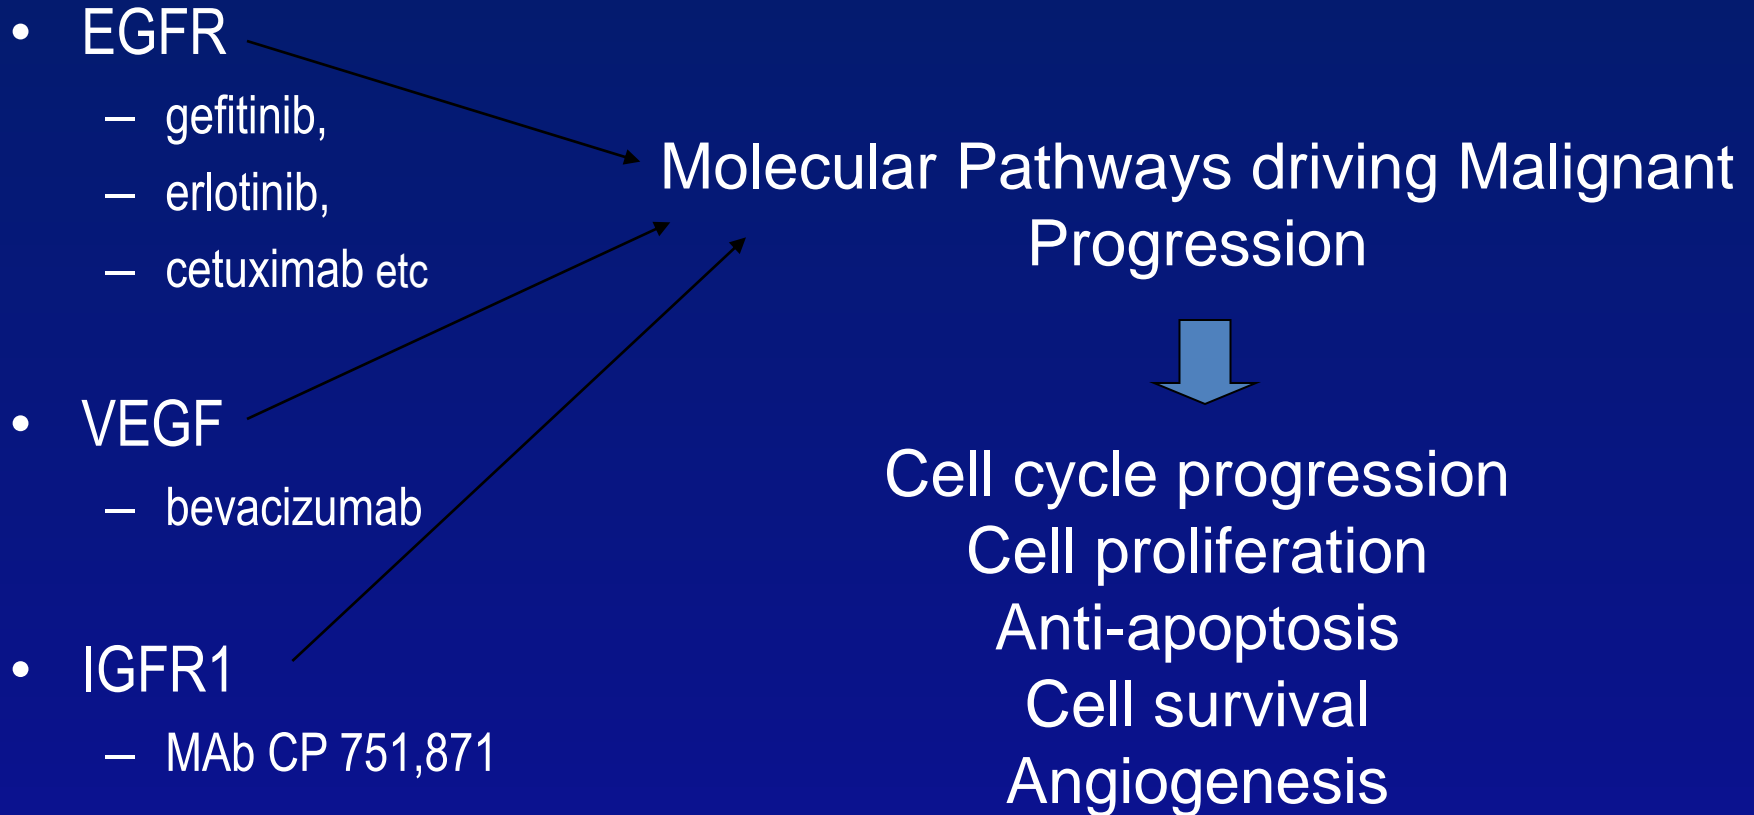 • EGFR
– gefitinib,
– erlotinib,
– cetuximab etc
• VEGF
– bevacizumab
• IGFR1
– MAb CP 751,871
Molecular Pathways driving Malignant
Progression
Cell cycle progression
Cell proliferation
Anti-apoptosis
Cell survival
Angiogenesis